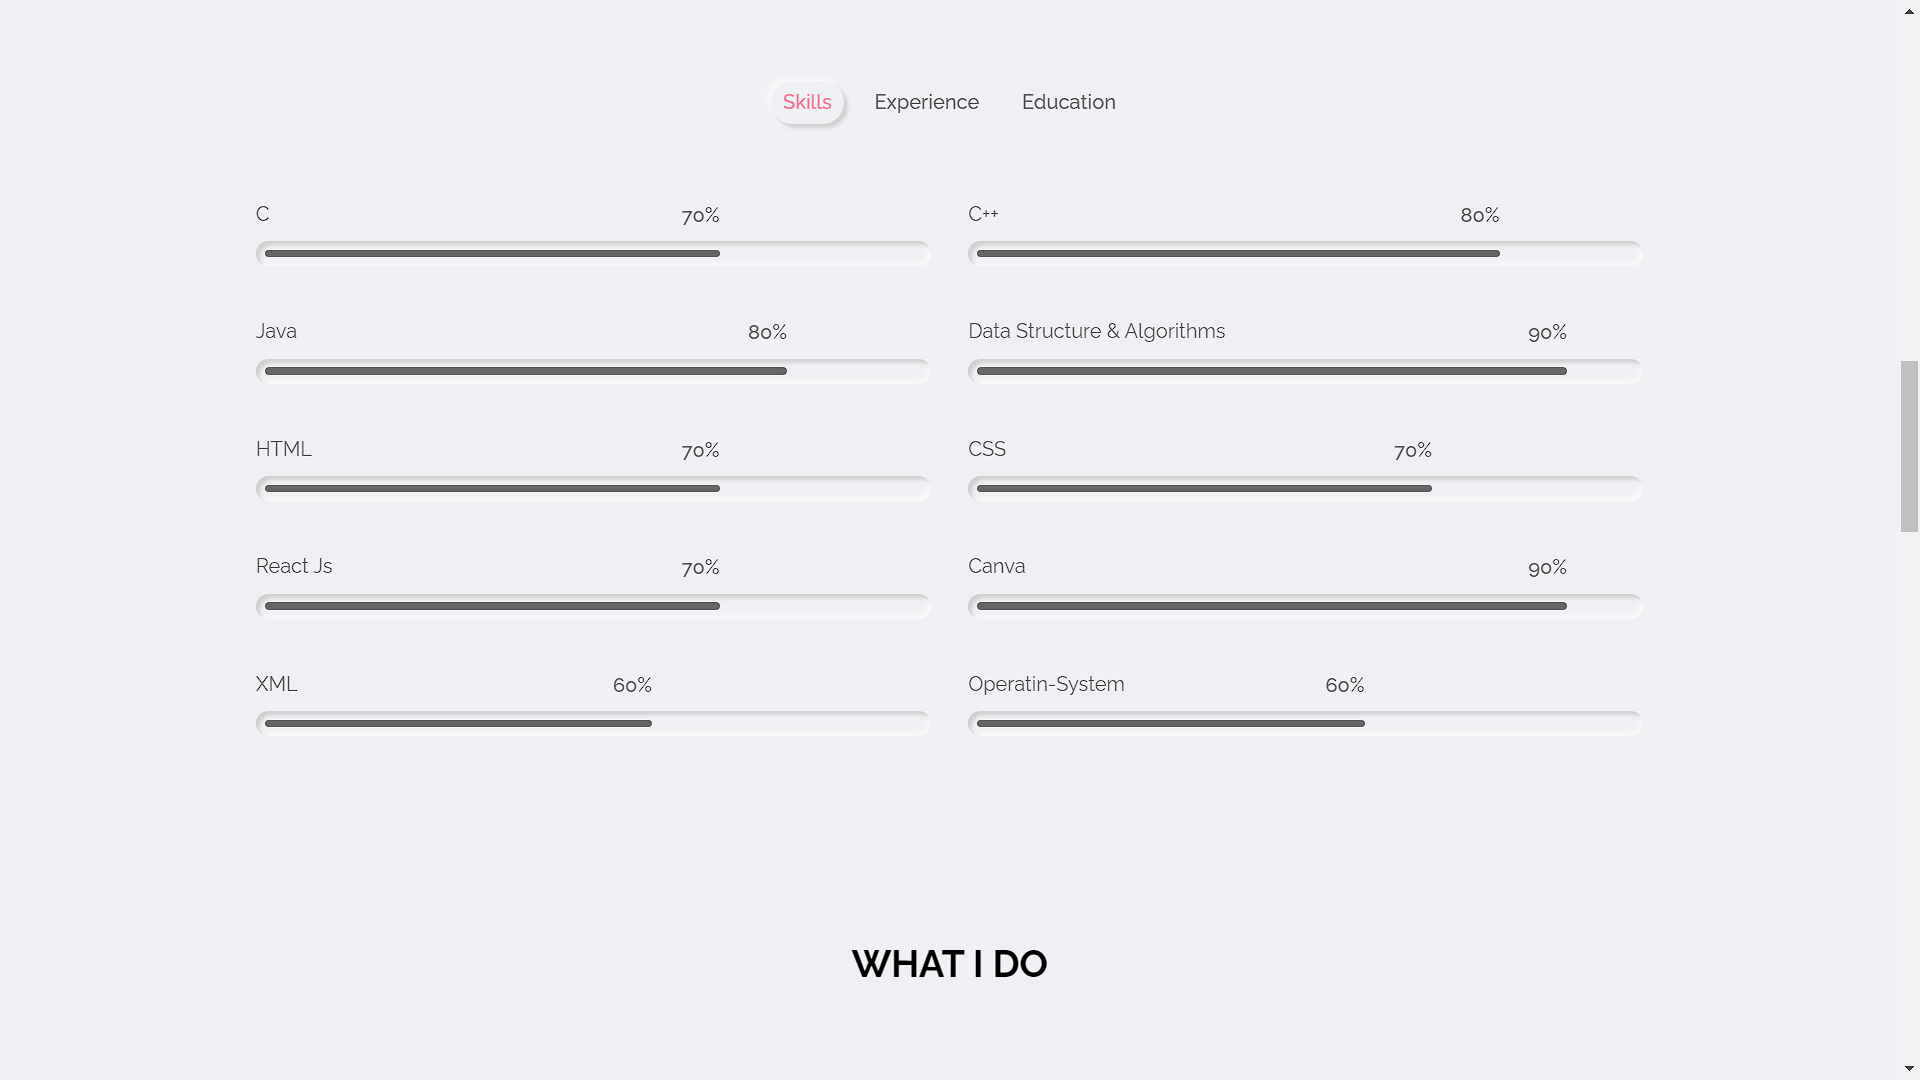 Skills Experience Education
C 70% C++ 80%
Java 80% Data Structure & Algorithms 90%
HTML 70% CSS 70%
React Js 70% Canva 90%
XML 60% Operatin-System 60%
WHAT I DO